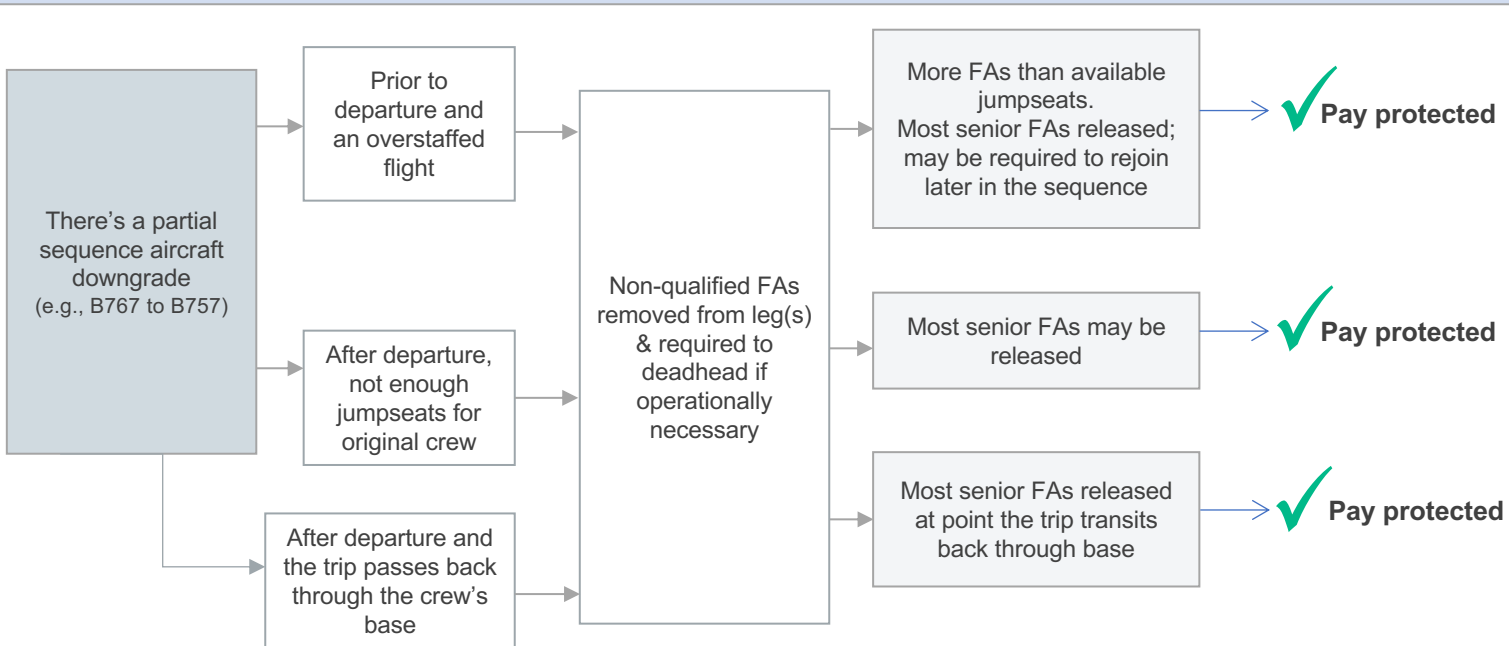 There’s a partial
sequence aircraft
downgrade
(e.g., B767 to B757)
Prior to
departure and
an overstaffed
flight
After departure,
not enough
jumpseats for
original crew
After departure and
the trip passes back
through the crew’s
base
Non-qualified FAs
removed from leg(s)
& required to
deadhead if
operationally
necessary
More FAs than available
jumpseats.
Most senior FAs released;
may be required to rejoin
later in the sequence
Pay protected
Most senior FAs may be
released
Pay protected
Most senior FAs released
at point the trip transits
back through base
Pay protected